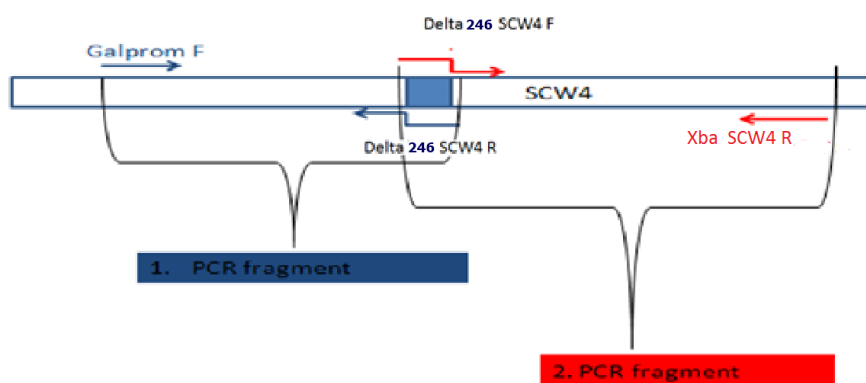 Delta 246 SCW4 F
Galprom F
SCW4
Xba SCW4 R
Delta 246 SCW4 R
1. PCR fragment
2. PCR fragment